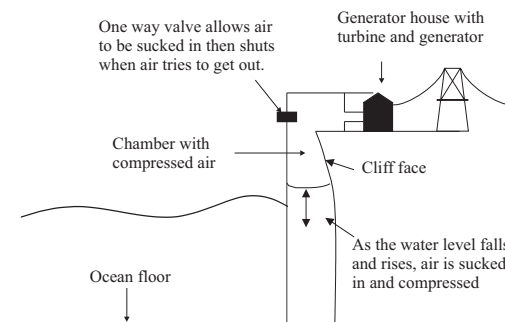 One way valve allows air
to be sucked in then shuts
when air tries to get out.
Generator house with
turbine and generator
Chamber with
compressed air
Cliff face
As the water level falls
and rises, air is sucked
in and compressed
Ocean floor